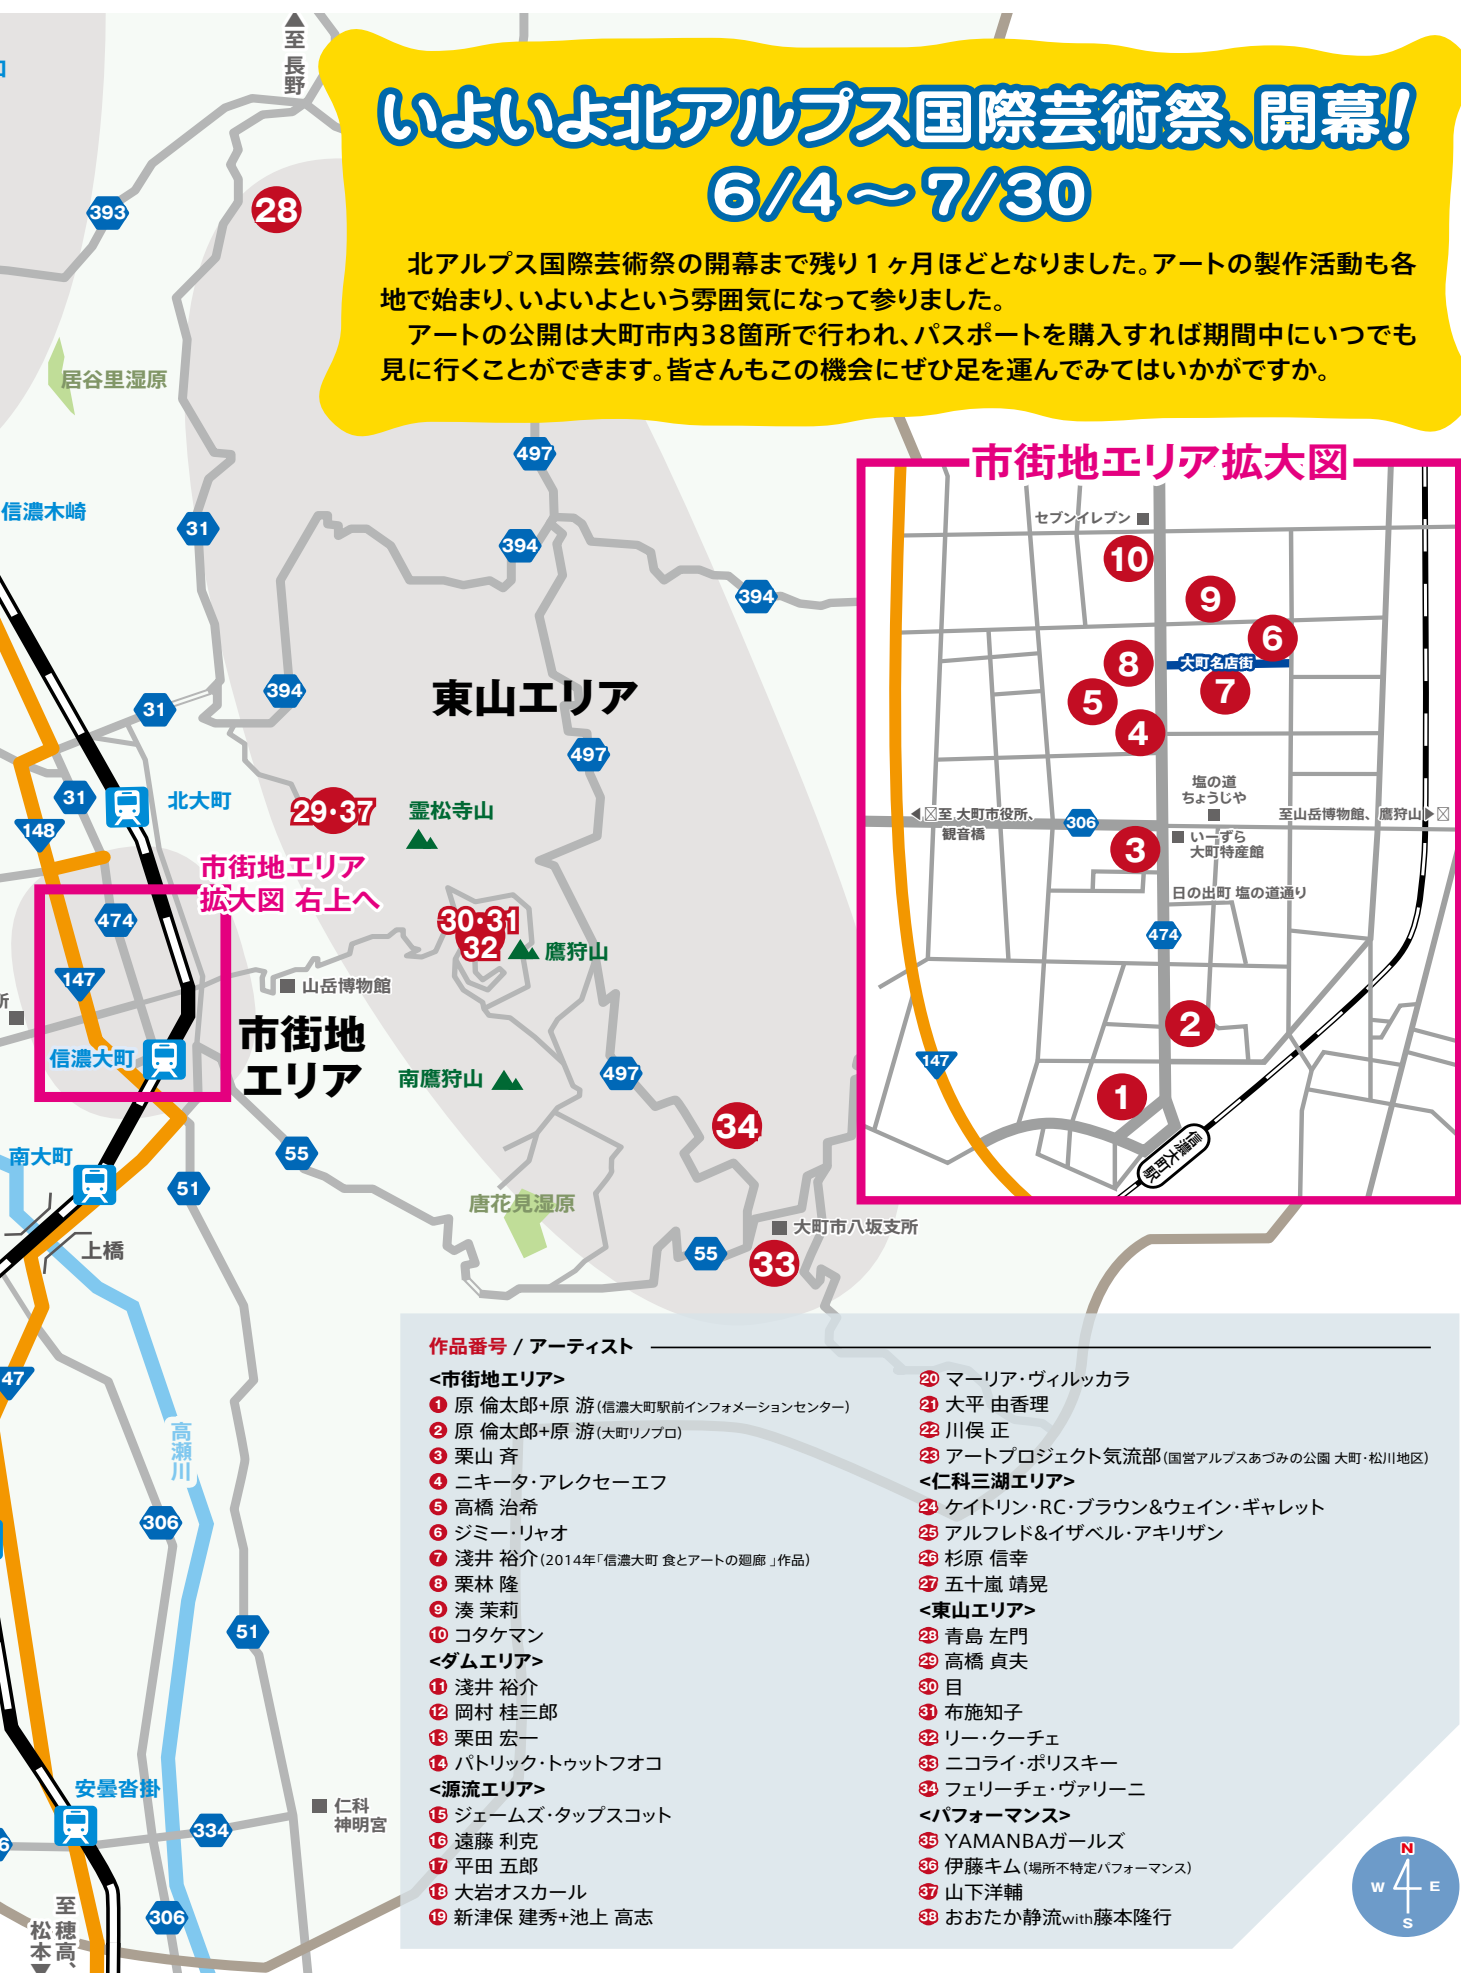 いよいよ北アルプス国際芸術祭、開幕!
6/4〜7/30
北アルプス国際芸術祭の開幕まで残り1ヶ月ほどとなりました。アートの製作活動も各
地で始まり、いよいよという雰囲気になって参りました。
アートの公開は大町市内38箇所で行われ、パスポートを購入すれば期間中にいつでも
見に行くことができます。皆さんもこの機会にぜひ足を運んでみてはいかがですか。
至 長野
393
28
居谷里湿原
497
信濃木崎
31
394
394
東山エリア
394
31
497
31
北大町
148
29・37
霊松寺山
市街地エリア
拡大図 右上へ
474
30・31
32
鷹狩山
147
山岳博物館
所
市街地
エリア
信濃大町
南鷹狩山
497
34
55
南大町
51
唐花見湿原
大町市八坂支所
上橋
55
33
47
高瀬川
306
51
安曇沓掛
仁科
神明宮
334
6
306
至 穂高、
松本
市街地エリア拡大図
セブンイレブン
10
9
6
8
大町名店街
7
5
4
塩の道
ちょうじや
至 大町市役所、
観音橋
306
至山岳博物館、鷹狩山
3
いーずら
大町特産館
日の出町 塩の道通り
474
2
147
1
信濃大町駅
作品番号 / アーティスト
<市街地エリア>
1 原 倫太郎+原 游(信濃大町駅前インフォメーションセンター)
2 原 倫太郎+原 游(大町リノプロ)
3 栗山 斉
4 ニキータ・アレクセーエフ
5 高橋 治希
6 ジミー・リャオ
7 淺井 裕介(2014年「信濃大町 食とアートの廻廊 」作品)
8 栗林 隆
9 湊 茉莉
10 コタケマン
<ダムエリア>
11 淺井 裕介
12 岡村 桂三郎
13 栗田 宏一
14 パトリック・トゥットフオコ
<源流エリア>
15 ジェームズ・タップスコット
16 遠藤 利克
17 平田 五郎
18 大岩オスカール
19 新津保 建秀+池上 高志
20 マーリア・ヴィルッカラ
21 大平 由香理
22 川俣 正
23 アートプロジェクト気流部(国営アルプスあづみの公園 大町・松川地区)
<仁科三湖エリア>
24 ケイトリン・RC・ブラウン&ウェイン・ギャレット
25 アルフレド&イザベル・アキリザン
26 杉原 信幸
27 五十嵐 靖晃
<東山エリア>
28 青島 左門
29 高橋 貞夫
30 目
31 布施知子
32 リー・クーチェ
33 ニコライ・ポリスキー
34 フェリーチェ・ヴァリーニ
<パフォーマンス>
35 YAMANBAガールズ
36 伊藤キム(場所不特定パフォーマンス)
37 山下洋輔
38 おおたか静流with藤本隆行
N
W E
S